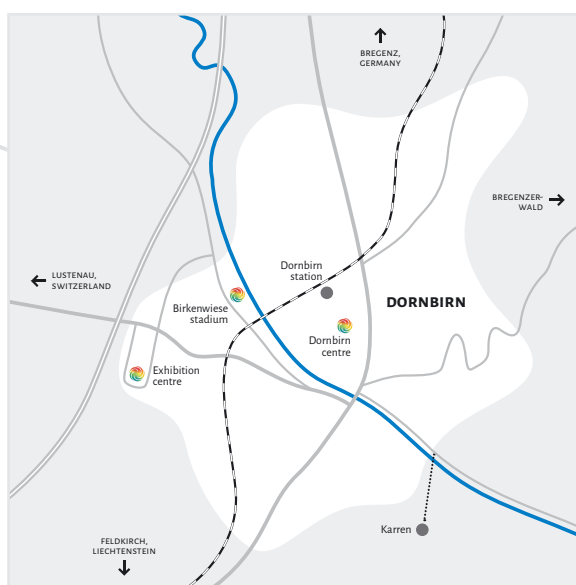 BREGENZ,
GERMANY
BREGENZER-
WALD
LUSTENAU,
SWITZERLAND
Dornbirn
station
DORNBIRN
Birkenwiese
stadium
Dornbirn
centre
Exhibition
centre
Karren
FELDKIRCH,
LIECHTENSTEIN